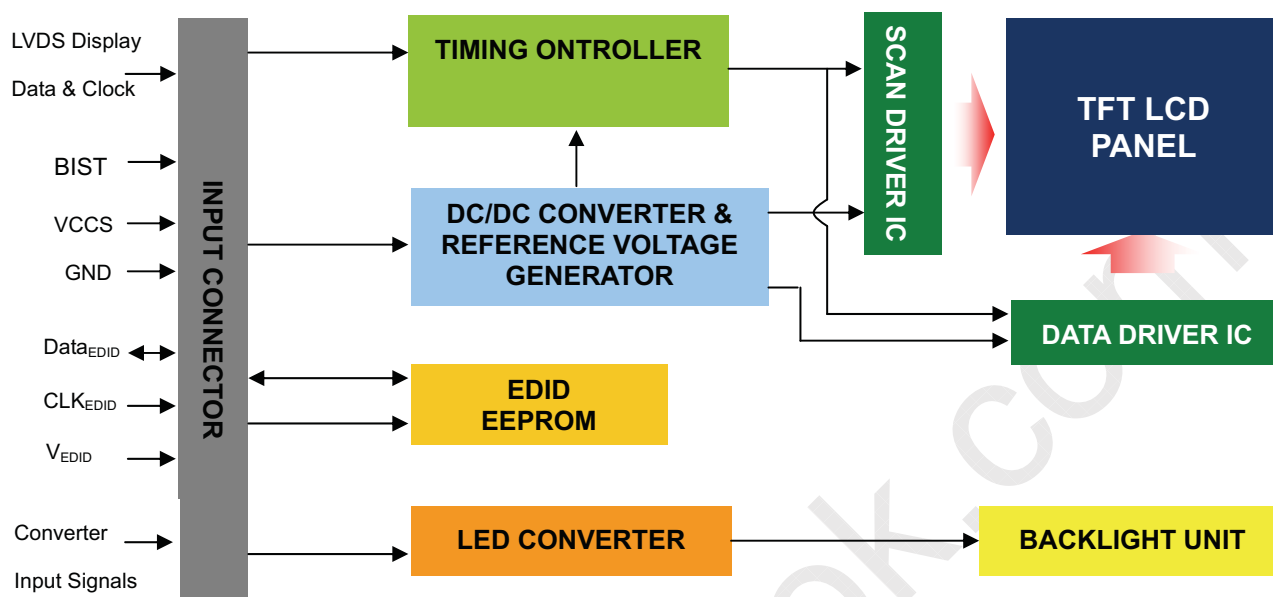 LVDS Display
Data & Clock
BIST
VCCS
GND
DataEDID
CLKEDID
VEDID
Converter
Input Signals
INPUT CONNECTOR
TIMING ONTROLLER
DC/DC CONVERTER &
REFERENCE VOLTAGE
GENERATOR
EDID
EEPROM
LED CONVERTER
SCAN DRIVER IC
TFT LCD
PANEL
DATA DRIVER IC
BACKLIGHT UNIT
ok.com